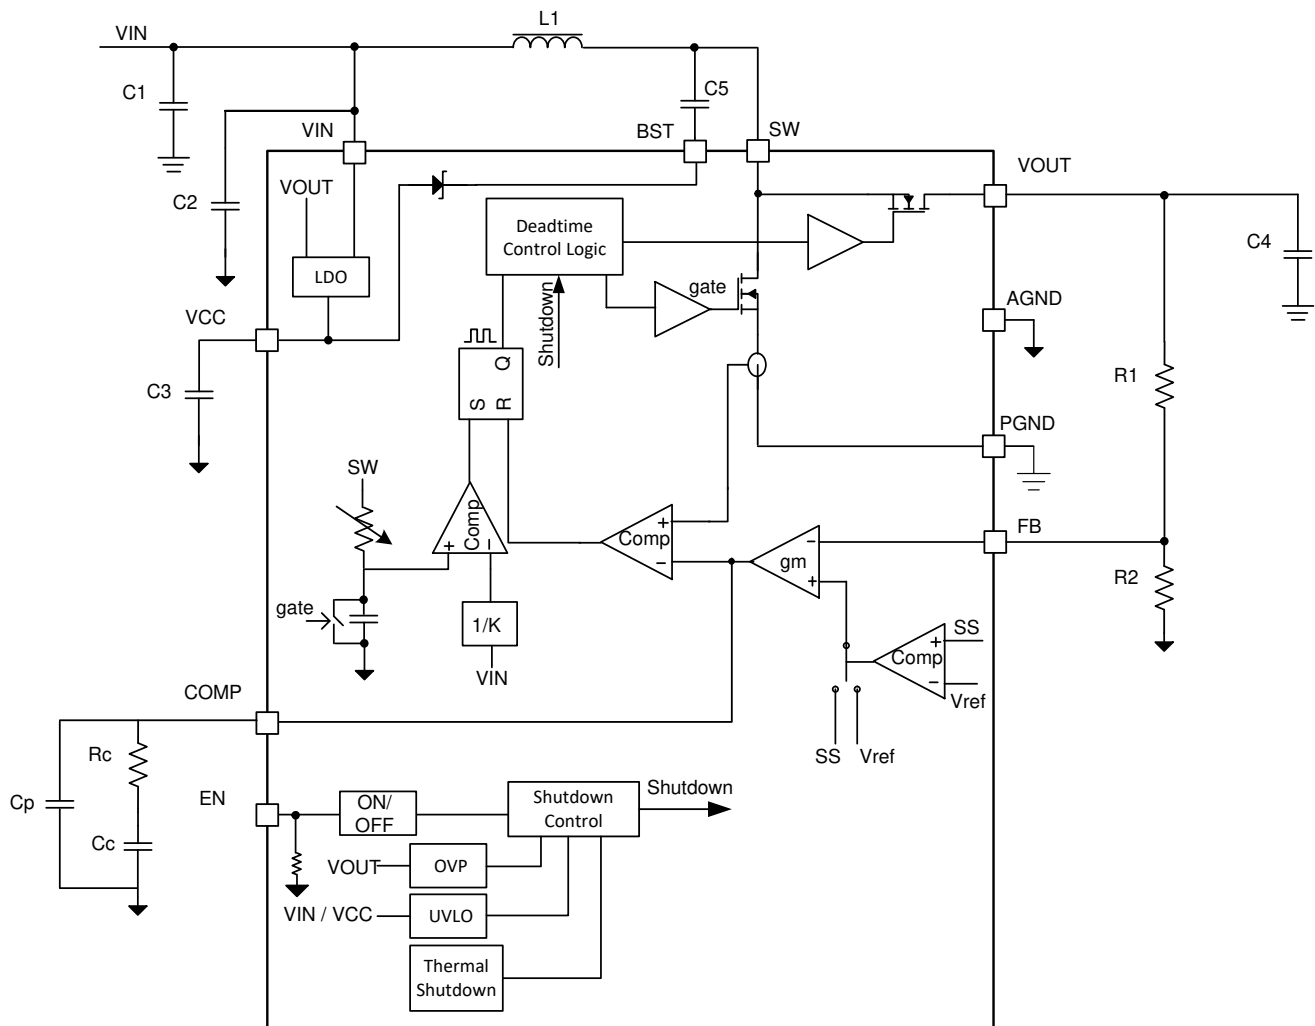 L1
VIN
C1
C5
VIN
BST
SW
VOUT
VOUT
C2
Deadtime
Control Logic
C4
LDO
gate
AGND
VCC
Shutdown
Q
C3
S R
R1
PGND
SW
Comp
+ −
+
Comp
−
−
gm
+
FB
R2
gate
1/K
VIN
SS
+
Comp
−
Vref
COMP
SS
Vref
Rc
Cp
Cc
EN
ON/
OFF
Shutdown
Control
Shutdown
VOUT
OVP
VIN / VCC
UVLO
Thermal
Shutdown